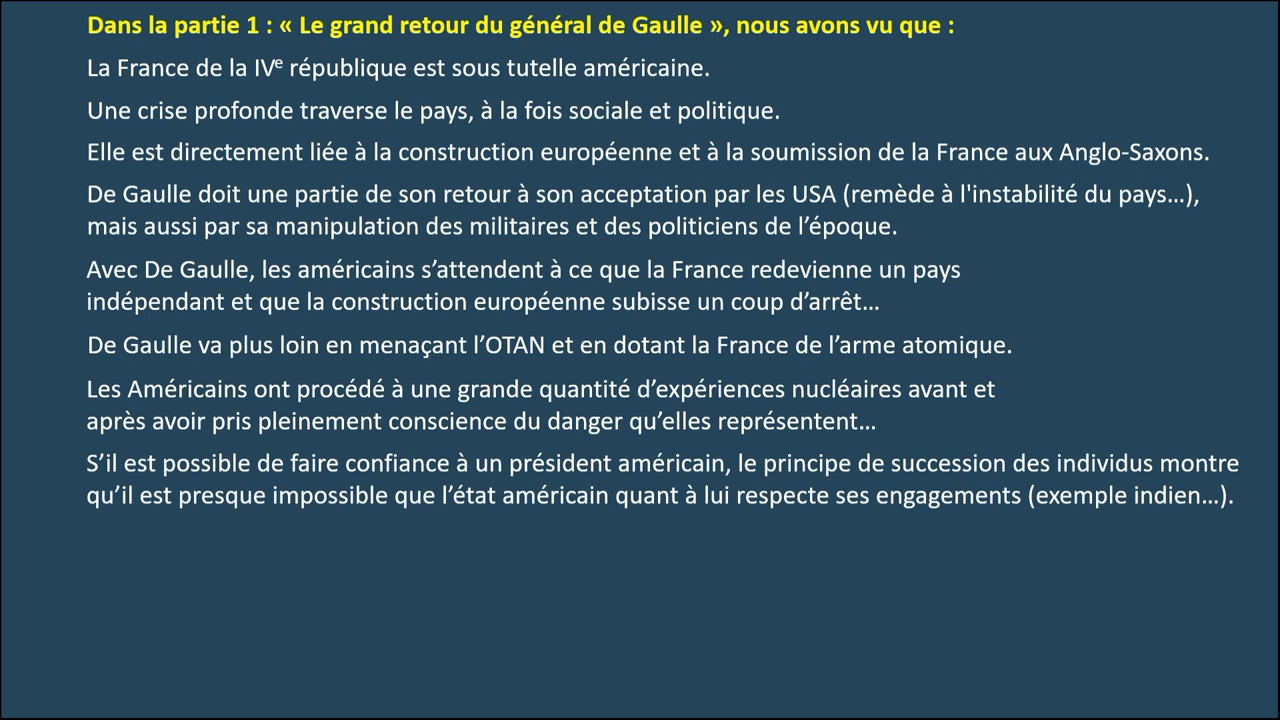 Dans la partie 1 : « Le grand retour du général de Gaulle », nous avons vu que :
La France de la IVᵉ république est sous tutelle américaine.
Une crise profonde traverse le pays, à la fois sociale et politique.
Elle est directement liée à la construction européenne et à la soumission de la France aux Anglo-Saxons.
De Gaulle doit une partie de son retour à son acceptation par les USA (remède à l'instabilité du pays…),
mais aussi par sa manipulation des militaires et des politiciens de l’époque.
Avec De Gaulle, les américains s’attendent à ce que la France redevienne un pays
indépendant et que la construction européenne subisse un coup d’arrêt…
De Gaulle va plus loin en menaçant l’OTAN et en dotant la France de l’arme atomique.
Les Américains ont procédé à une grande quantité d’expériences nucléaires avant et
après avoir pris pleinement conscience du danger qu’elles représentent…
S’il est possible de faire confiance à un président américain, le principe de succession des individus montre
qu’il est presque impossible que l’état américain quant à lui respecte ses engagements (exemple indien…).